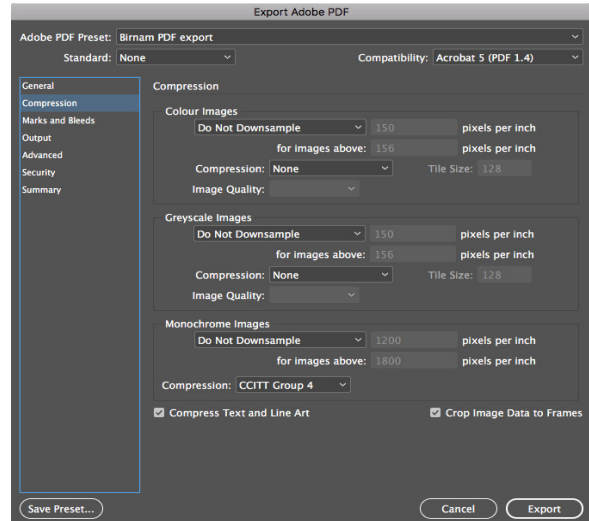 Export Adobe PDF
Adobe PDF Preset: Birnam PDF export
Standard: None Compatibility: Acrobat 5 (PDF 1.4)
General
Compression
Marks and Bleeds
Output
Advanced
Security
Summary
Compression
Colour Images
Do Not Downsample 150 pixels per inch
for images above: 156 pixels per inch
Compression: None Tile Size: 128
Image Quality:
Greyscale Images
Do Not Downsample 150 pixels per inch
for images above: 156 pixels per inch
Compression: None Tile Size: 128
Image Quality:
Monochrome Images
Do Not Downsample 1200 pixels per inch
for images above: 1800 pixels per inch
Compression: CCITT Group 4
Compress Text and Line Art Crop Image Data to Frames
Save Preset... Cancel Export